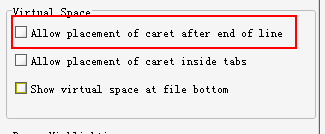 Virtual Space
Allow placement of caret after end of line
Allow placement of caret inside tabs
Show virtual space at file bottom